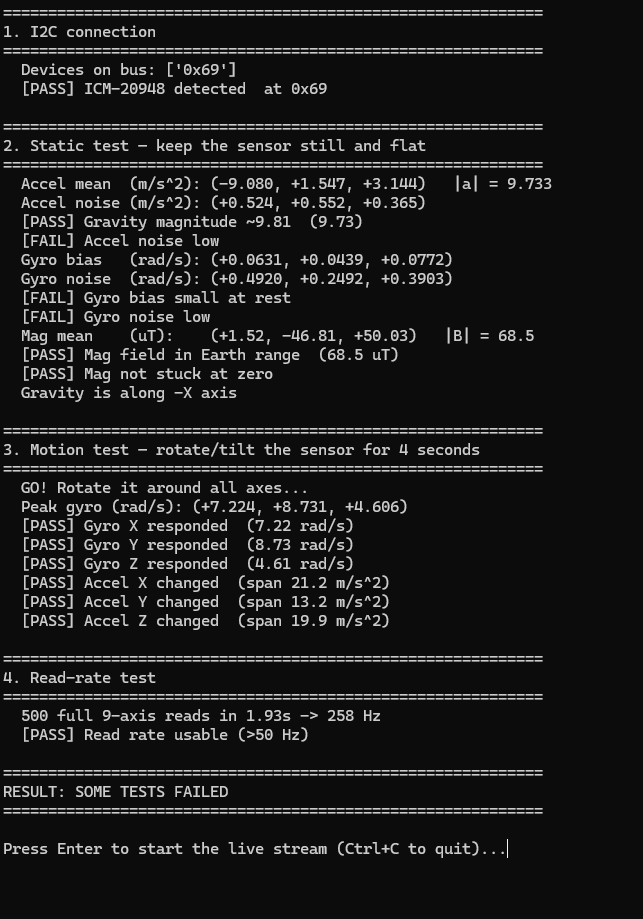 ============================================================
1. I2C connection
============================================================
  Devices on bus: ['0x69']
  [PASS] ICM-20948 detected  at 0x69

============================================================
2. Static test — keep the sensor still and flat
============================================================
  Accel mean  (m/s^2): (-9.080, +1.547, +3.144)   |a| = 9.733
  Accel noise (m/s^2): (+0.524, +0.552, +0.365)
  [PASS] Gravity magnitude ~9.81  (9.73)
  [FAIL] Accel noise low
  Gyro bias   (rad/s): (+0.0631, +0.0439, +0.0772)
  Gyro noise  (rad/s): (+0.4920, +0.2492, +0.3903)
  [FAIL] Gyro bias small at rest
  [FAIL] Gyro noise low
  Mag mean    (uT):    (+1.52, -46.81, +50.03)   |B| = 68.5
  [PASS] Mag field in Earth range  (68.5 uT)
  [PASS] Mag not stuck at zero
  Gravity is along -X axis

============================================================
3. Motion test — rotate/tilt the sensor for 4 seconds
============================================================
  GO! Rotate it around all axes...
  Peak gyro (rad/s): (+7.224, +8.731, +4.606)
  [PASS] Gyro X responded  (7.22 rad/s)
  [PASS] Gyro Y responded  (8.73 rad/s)
  [PASS] Gyro Z responded  (4.61 rad/s)
  [PASS] Accel X changed  (span 21.2 m/s^2)
  [PASS] Accel Y changed  (span 13.2 m/s^2)
  [PASS] Accel Z changed  (span 19.9 m/s^2)

============================================================
4. Read-rate test
============================================================
  500 full 9-axis reads in 1.93s -> 258 Hz
  [PASS] Read rate usable (>50 Hz)

============================================================
RESULT: SOME TESTS FAILED
============================================================

Press Enter to start the live stream (Ctrl+C to quit)...